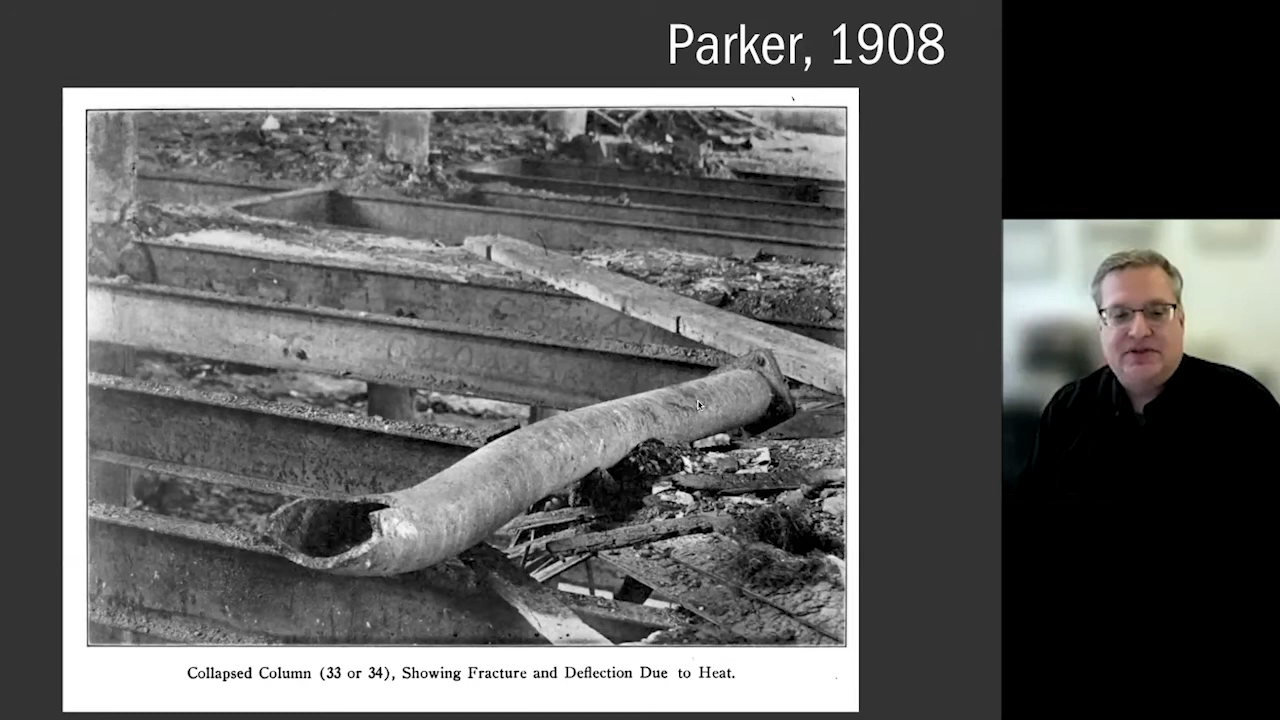 Parker, 1908
Collapsed Column (33 or 34), Showing Fracture and Deflection Due to Heat.